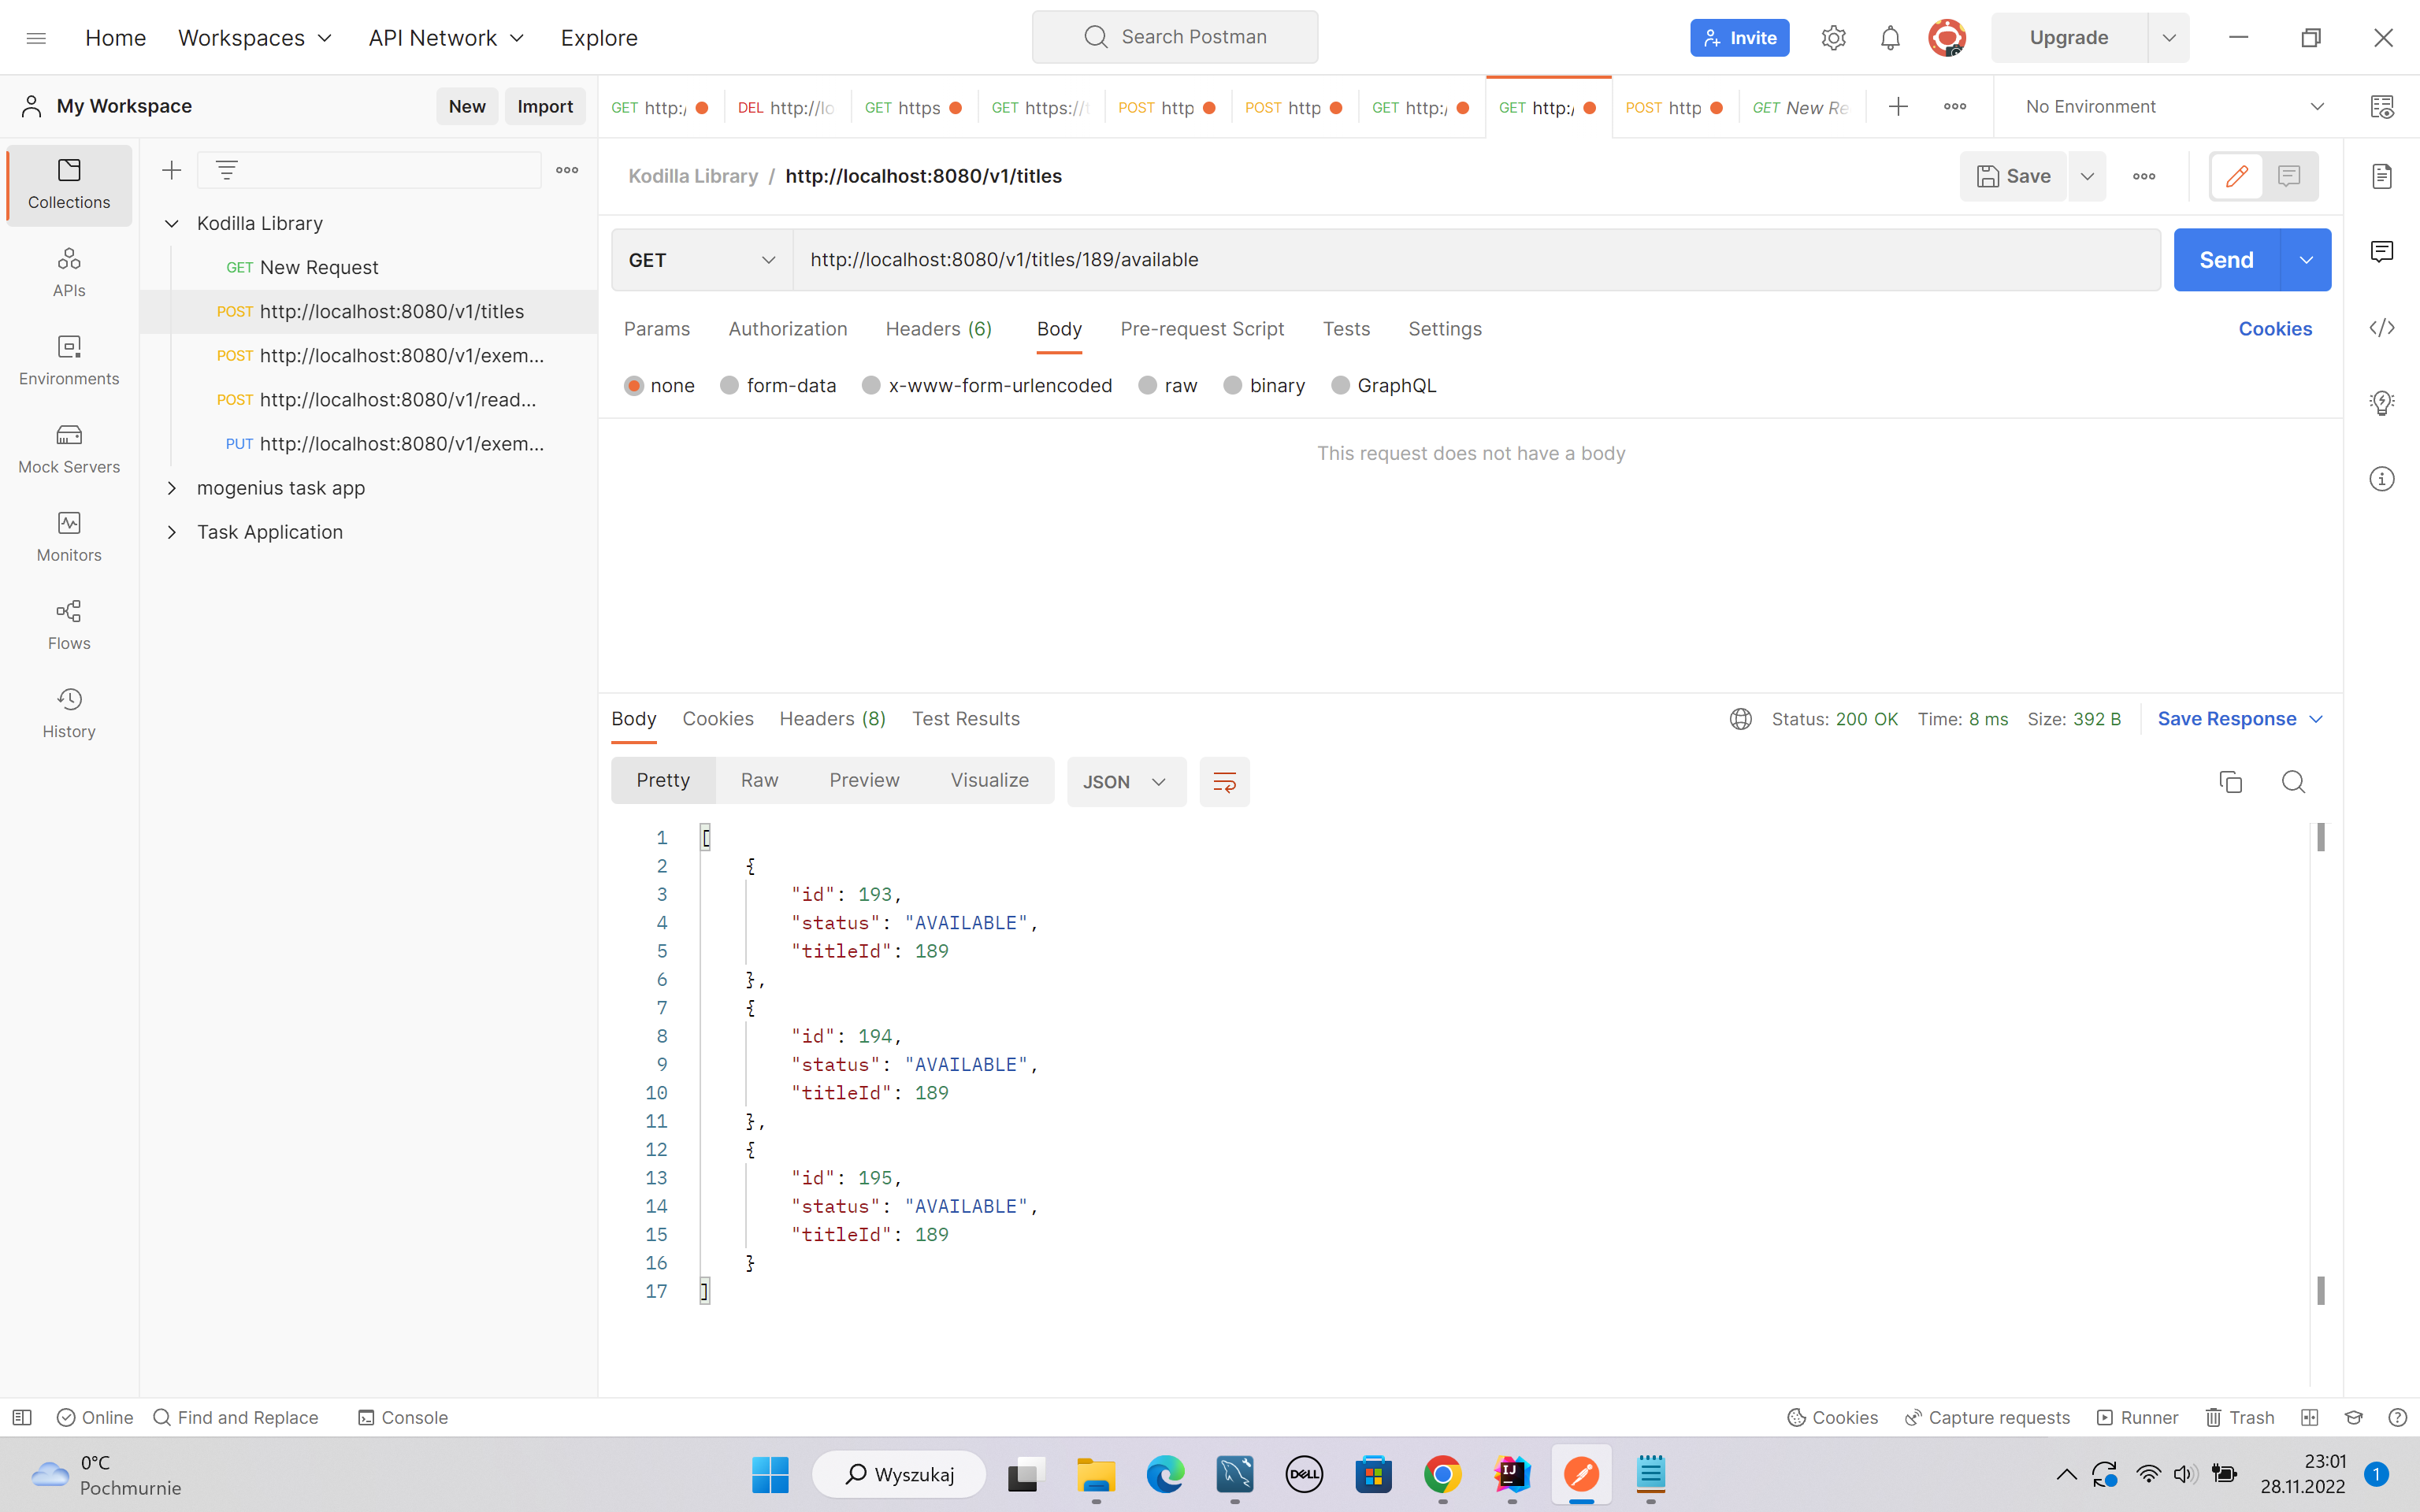 Home Workspaces API Network Explore Search Postman Invite Upgrade
My Workspace New Import GET http:/ DEL http://lo GET https GET https:// POST http POST http GET http:/ GET http:/ POST http GET New Re No Environment
Kodilla Library / http://localhost:8080/v1/titles Save
GET http://localhost:8080/v1/titles/189/available Send
Params Authorization Headers (6) Body Pre-request Script Tests Settings Cookies
none form-data x-www-form-urlencoded raw binary GraphQL
This request does not have a body
Collections
APIs
Environments
Mock Servers
Monitors
Flows
History
Kodilla Library
GET New Request
POST http://localhost:8080/v1/titles
POST http://localhost:8080/v1/exem...
POST http://localhost:8080/v1/read...
PUT http://localhost:8080/v1/exem...
mogenius task app
Task Application
Body Cookies Headers (8) Test Results Status: 200 OK Time: 8 ms Size: 392 B Save Response
Pretty Raw Preview Visualize JSON
1 [
2 {
3 "id": 193,
4 "status": "AVAILABLE",
5 "titleId": 189
6 },
7 {
8 "id": 194,
9 "status": "AVAILABLE",
10 "titleId": 189
11 },
12 {
13 "id": 195,
14 "status": "AVAILABLE",
15 "titleId": 189
16 }
17 ]
Online Find and Replace Console Cookies Capture requests Runner Trash
0°C
Pochmurnie
Wyszukaj
DELL
IJ
23:01
28.11.2022
1